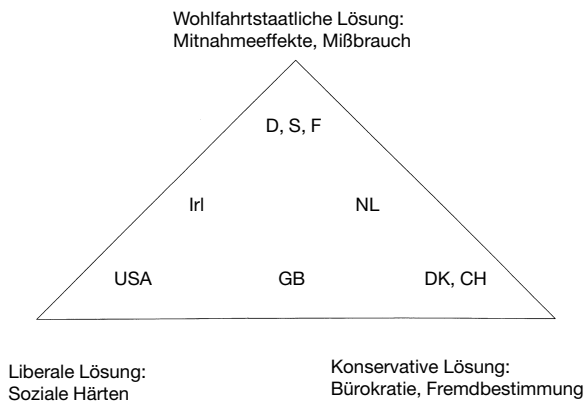 Wohlfahrtstaatliche Lösung:
Mitnahmeeffekte, Mißbrauch
D, S, F
Irl NL
USA GB DK, CH
Liberale Lösung:
Soziale Härten
Konservative Lösung:
Bürokratie, Fremdbestimmung